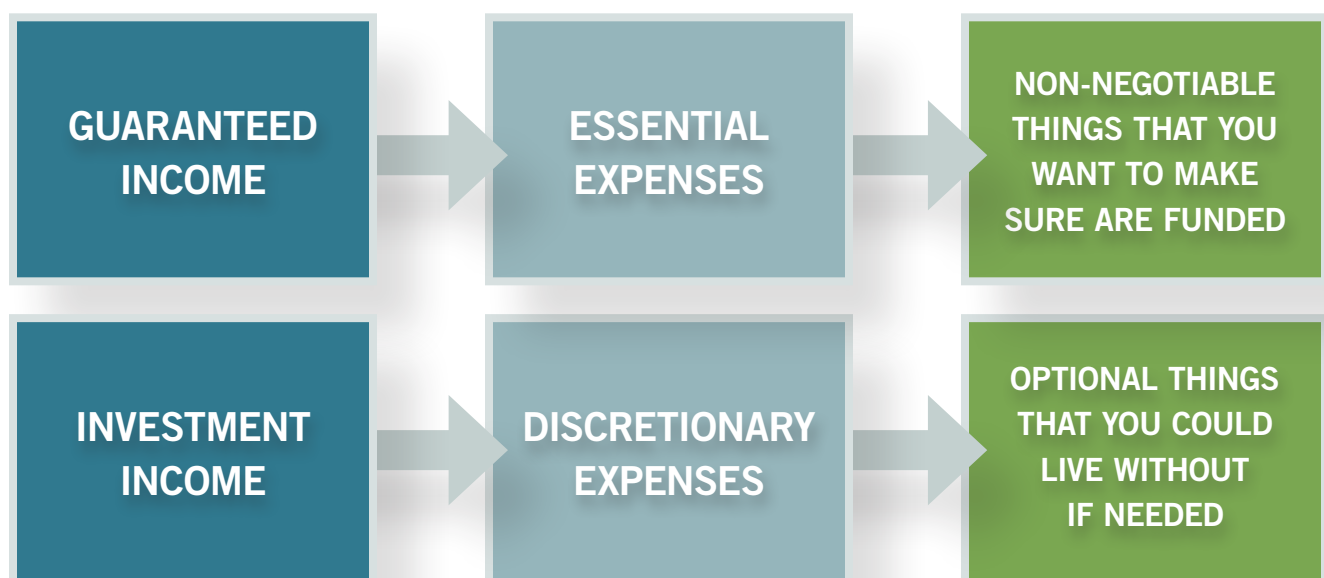 GUARANTEED
INCOME
ESSENTIAL
EXPENSES
NON-NEGOTIABLE
THINGS THAT YOU
WANT TO MAKE
SURE ARE FUNDED
INVESTMENT
INCOME
DISCRETIONARY
EXPENSES
OPTIONAL THINGS
THAT YOU COULD
LIVE WITHOUT
IF NEEDED